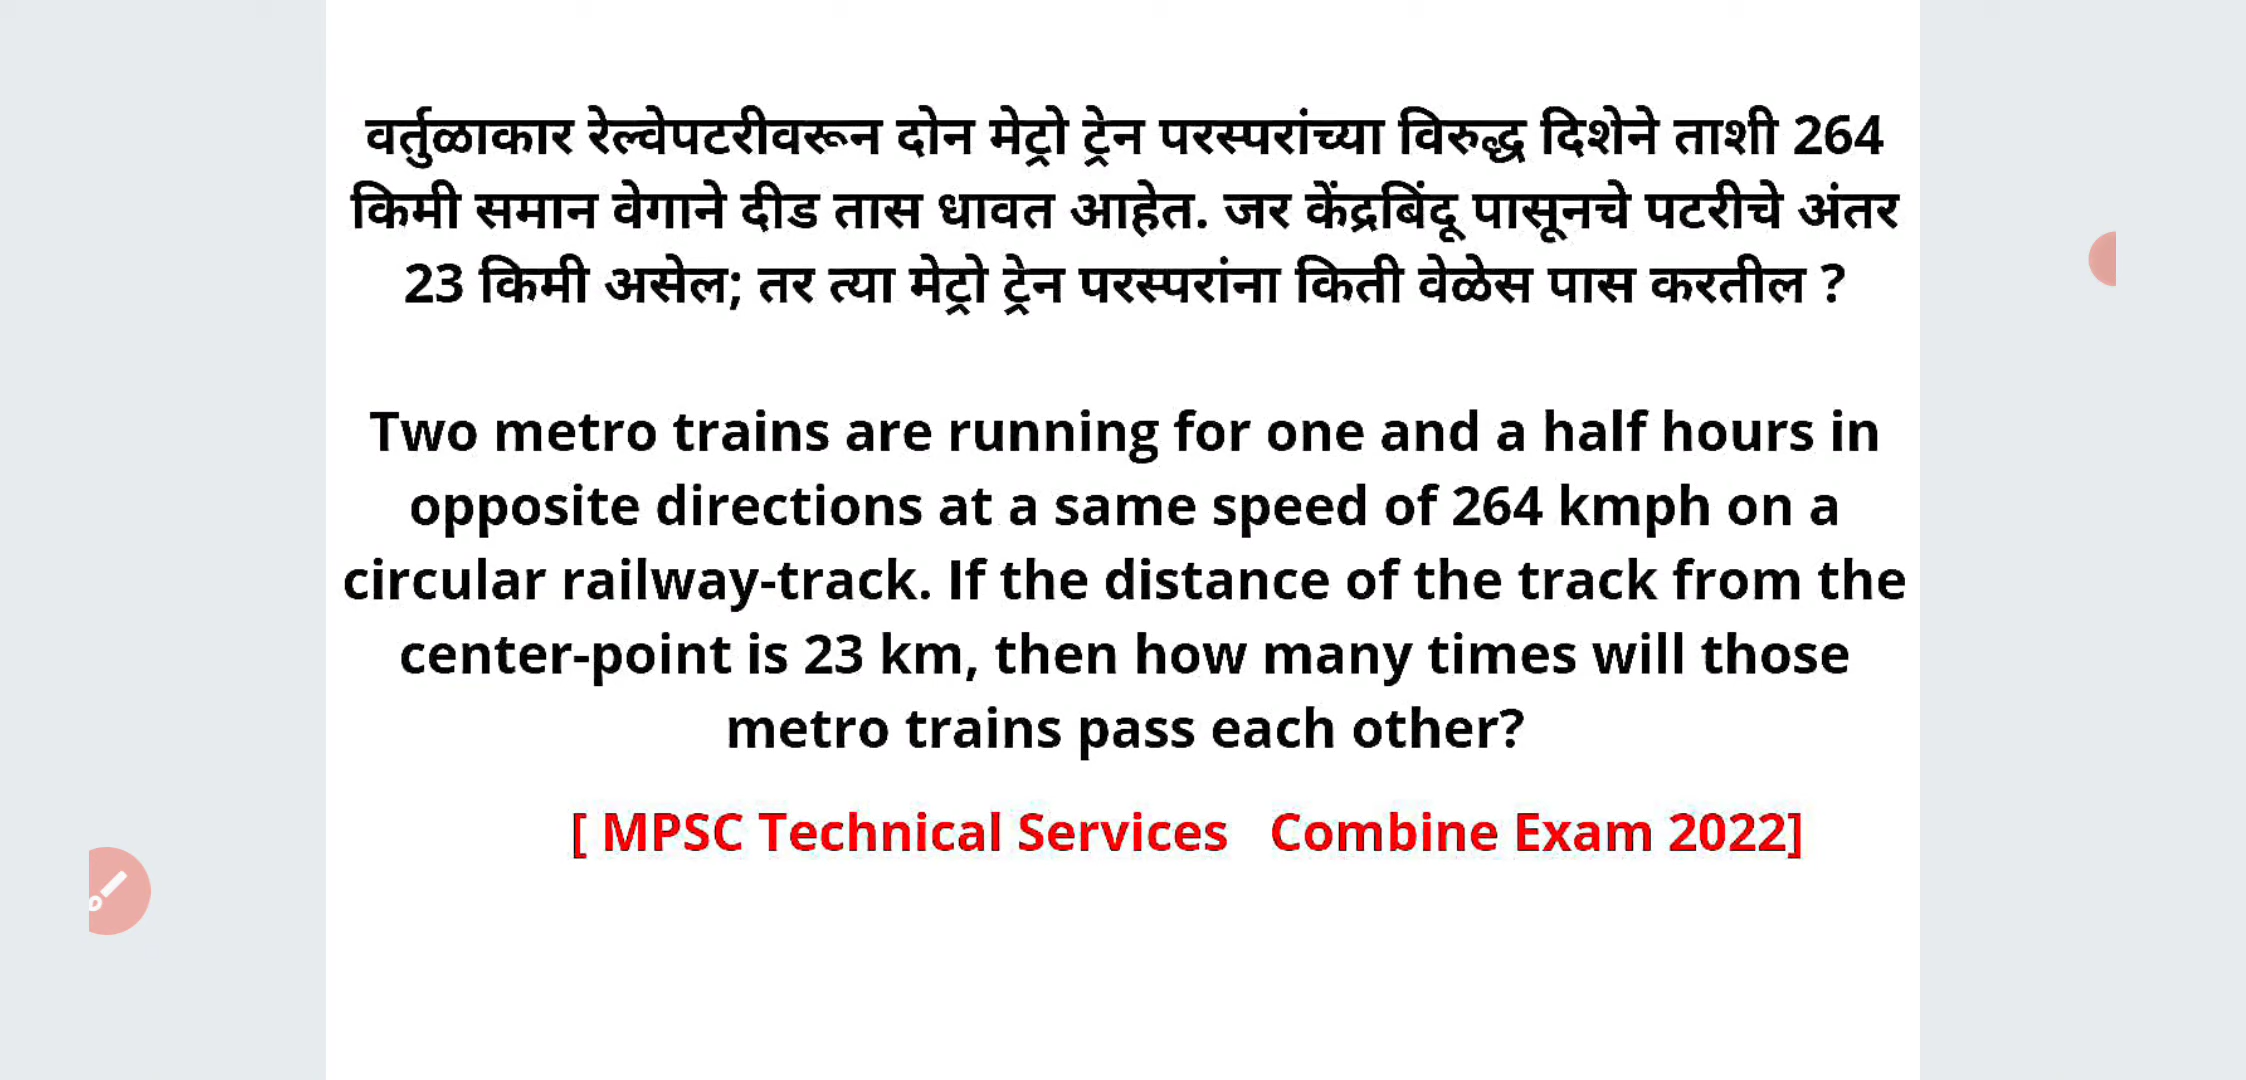 वर्तुळाकार रेल्वेपटरीवरून दोन मेट्रो ट्रेन परस्परांच्या विरुद्ध दिशेने ताशी 264
किमी समान वेगाने दीड तास धावत आहेत. जर केंद्रबिंदू पासूनचे पटरीचे अंतर
23 किमी असेल; तर त्या मेट्रो ट्रेन परस्परांना किती वेळेस पास करतील ?
Two metro trains are running for one and a half hours in
opposite directions at a same speed of 264 kmph on a
circular railway-track. If the distance of the track from the
center-point is 23 km, then how many times will those
metro trains pass each other?
[ MPSC Technical Services Combine Exam 2022]